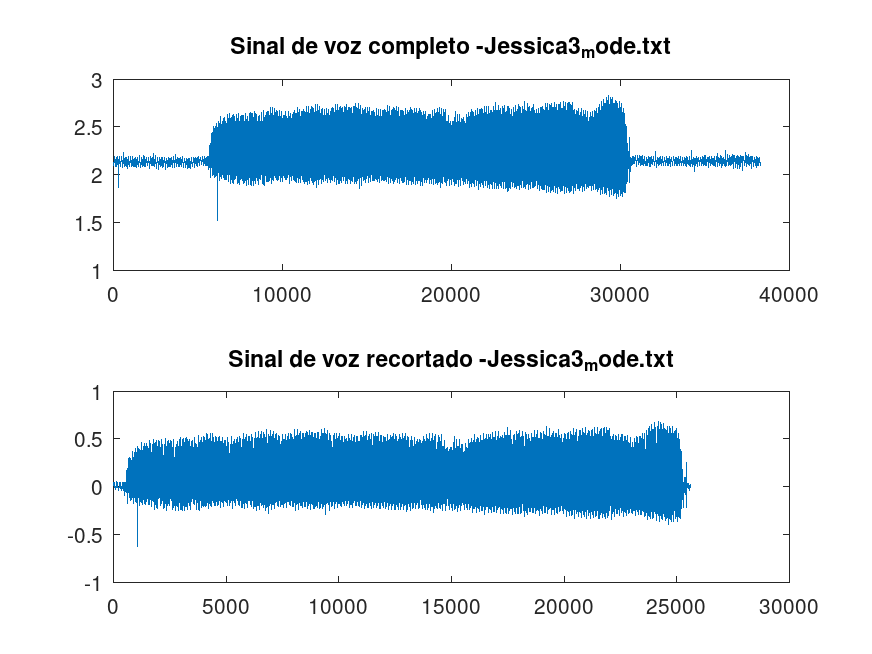 Sinal de voz completo -Jessica3mode.txt
3
2.5
2
1.5
1
0 10000 20000 30000 40000
Sinal de voz recortado -Jessica3mode.txt
1
0.5
0
-0.5
-1
0 5000 10000 15000 20000 25000 30000